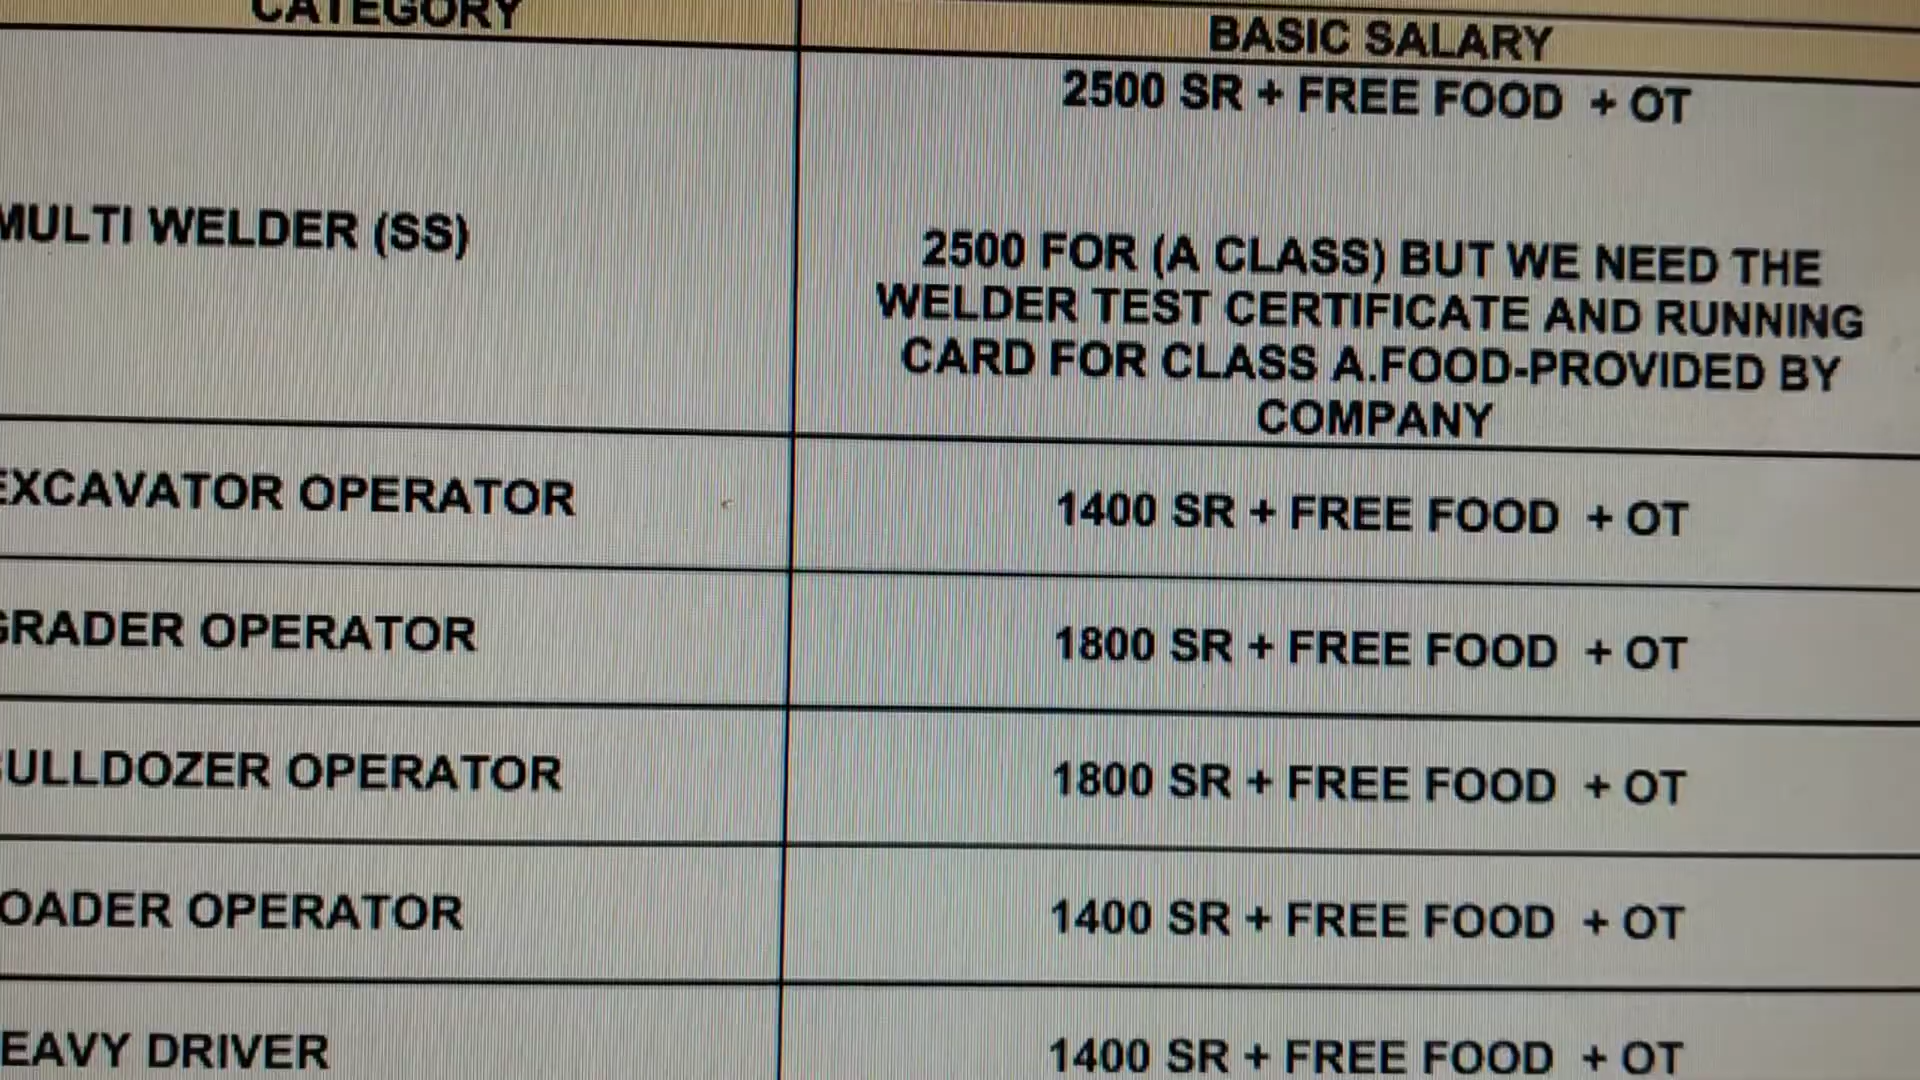 CATEGORY
BASIC SALARY
MULTI WELDER (SS)
2500 SR + FREE FOOD + OT
2500 FOR (A CLASS) BUT WE NEED THE
WELDER TEST CERTIFICATE AND RUNNING
CARD FOR CLASS A.FOOD-PROVIDED BY
COMPANY
EXCAVATOR OPERATOR
1400 SR + FREE FOOD + OT
GRADER OPERATOR
1800 SR + FREE FOOD + OT
BULLDOZER OPERATOR
1800 SR + FREE FOOD + OT
OADER OPERATOR
1400 SR + FREE FOOD + OT
EAVY DRIVER
1400 SR + FREE FOOD + OT